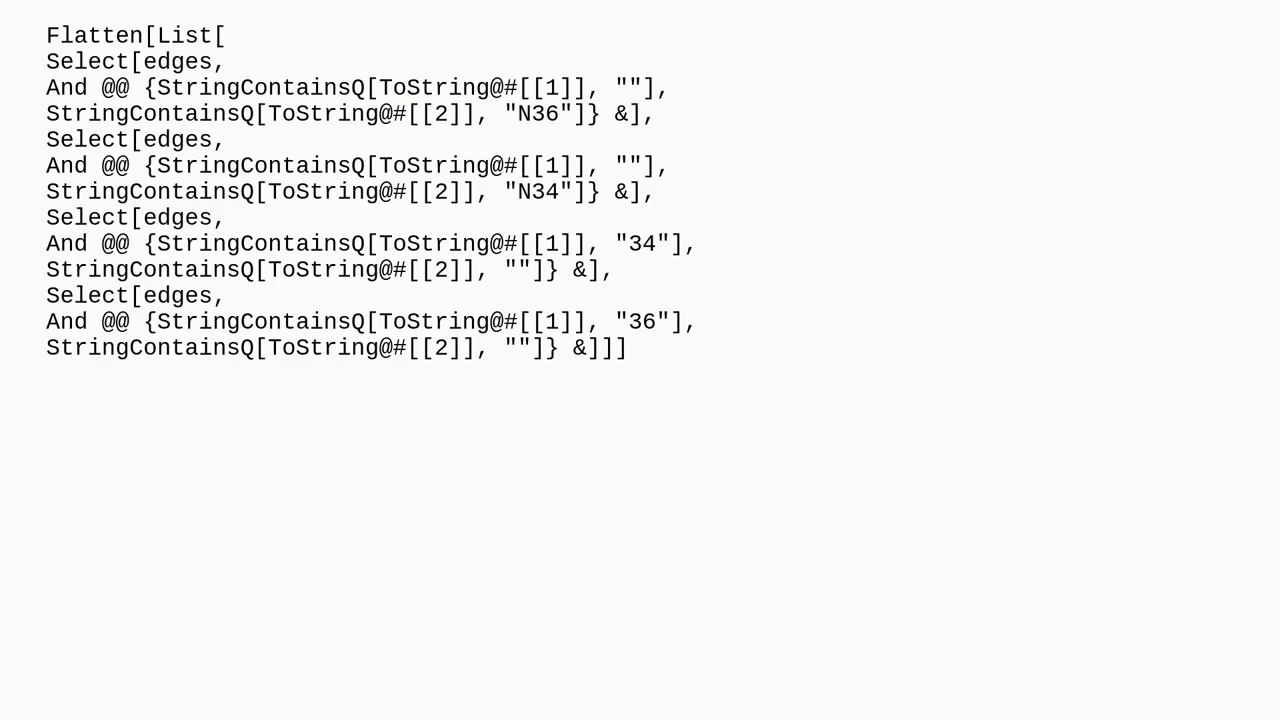 Flatten[List[
Select[edges,
And @@ {StringContainsQ[ToString@#[[1]], ""],
StringContainsQ[ToString@#[[2]], "N36"]} &],
Select[edges,
And @@ {StringContainsQ[ToString@#[[1]], ""],
StringContainsQ[ToString@#[[2]], "N34"]} &],
Select[edges,
And @@ {StringContainsQ[ToString@#[[1]], "34"],
StringContainsQ[ToString@#[[2]], ""]} &],
Select[edges,
And @@ {StringContainsQ[ToString@#[[1]], "36"],
StringContainsQ[ToString@#[[2]], ""]} &]]]